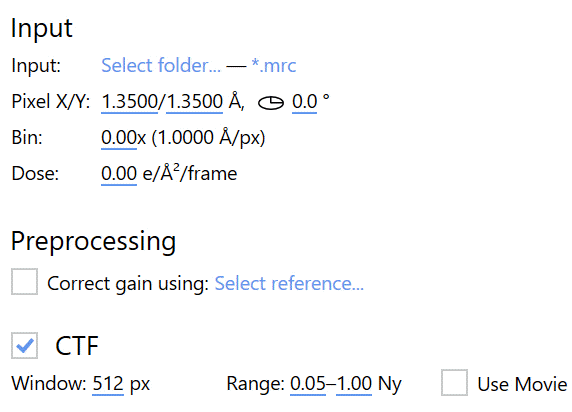 Input
Input: Select folder... — *.mrc
Pixel X/Y: 1.3500/1.3500 Å, 0.0 °
Bin: 0.00x (1.0000 Å/px)
Dose: 0.00 e/Å²/frame
Preprocessing
Correct gain using: Select reference...
CTF
Window: 512 px Range: 0.05–1.00 Ny Use Movie